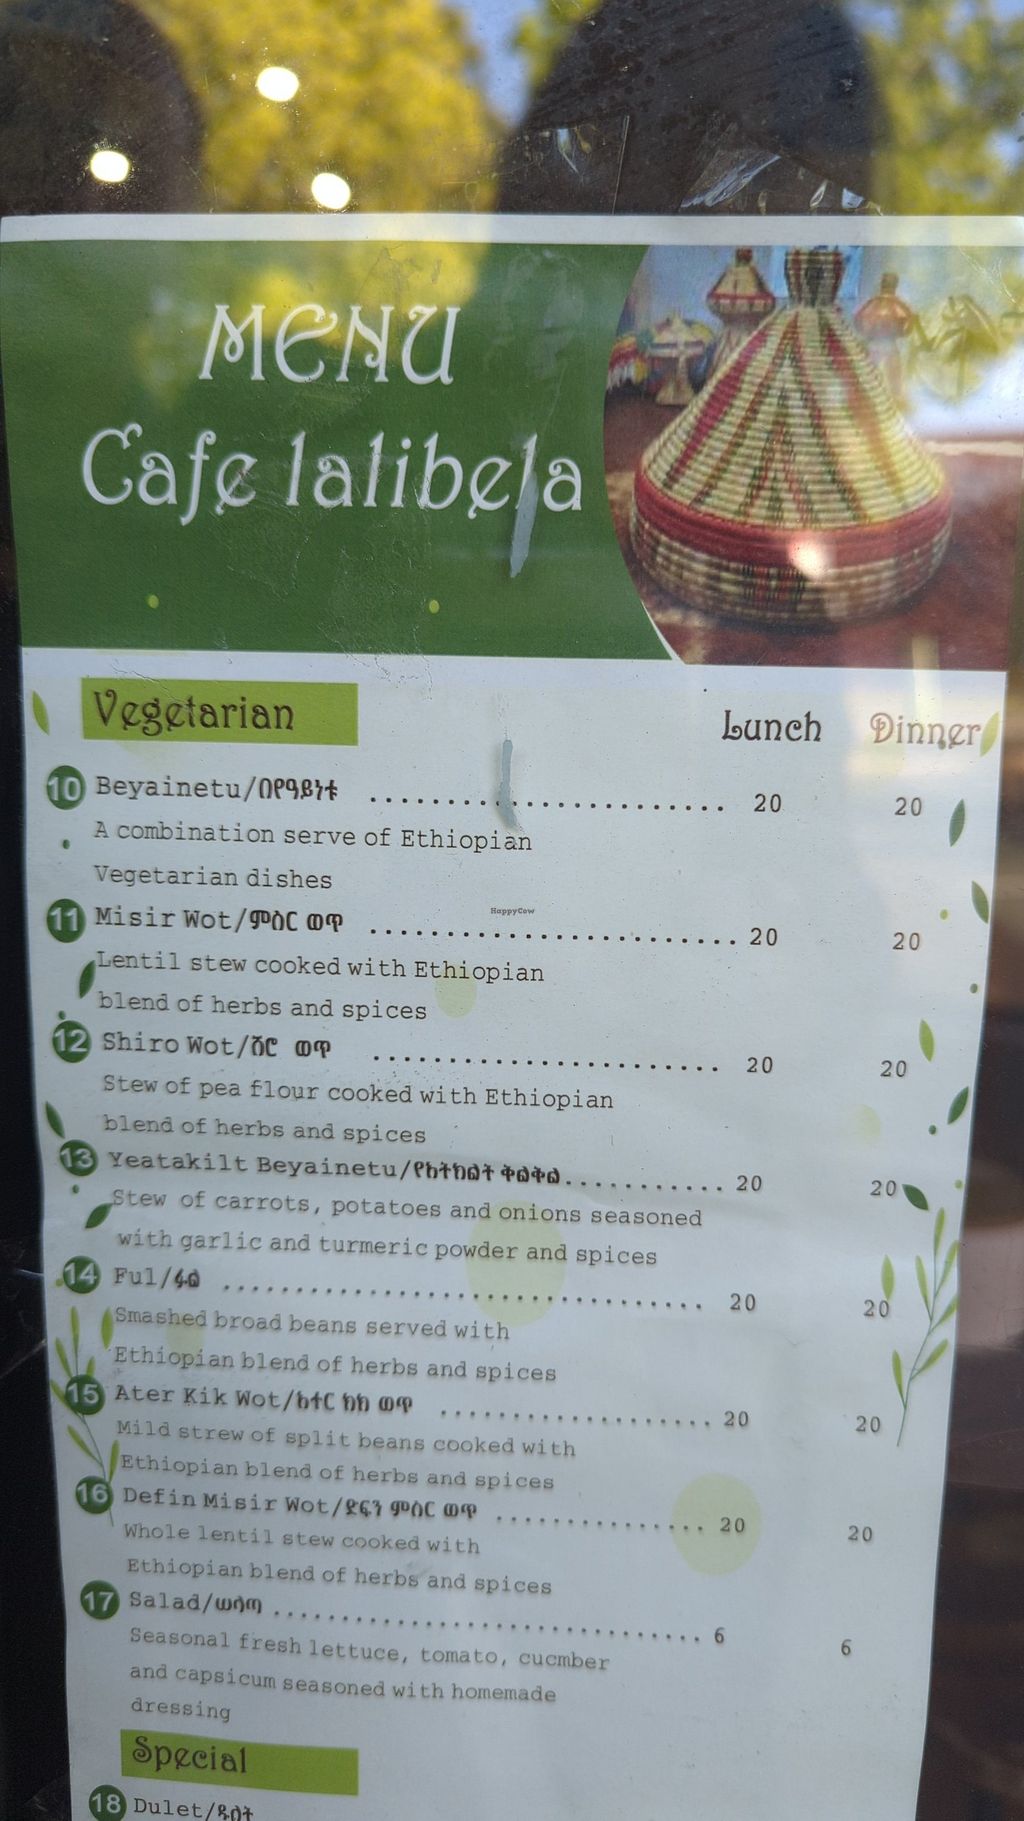 MENU
Cafe lalibela
Vegetarian Lunch Dinner
10 Beyainetu/በየዓይነቱ ........................ 20 20
A combination serve of Ethiopian
Vegetarian dishes
HappyCow
11 Misir Wot/ምስር ወጥ ........................ 20 20
Lentil stew cooked with Ethiopian
blend of herbs and spices
12 Shiro Wot/ሽሮ ወጥ ....................... 20 20
Stew of pea flour cooked with Ethiopian
blend of herbs and spices
13 Yeatakilt Beyainetu/የአትክልት ቅልቅል........... 20 20
Stew of carrots, potatoes and onions seasoned
with garlic and turmeric powder and spices
14 Ful/ፉል ................................ 20 20
Smashed broad beans served with
Ethiopian blend of herbs and spices
15 Ater Kik Wot/አተር ክክ ወጥ ................... 20 20
Mild strew of split beans cooked with
Ethiopian blend of herbs and spices
16 Defin Misir Wot/ድፍን ምስር ወጥ .............. 20 20
Whole lentil stew cooked with
Ethiopian blend of herbs and spices
17 Salad/ሠላጣ ............................. 6 6
Seasonal fresh lettuce, tomato, cucmber
and capsicum seasoned with homemade
dressing
Special
18 Dulet/ዱለት